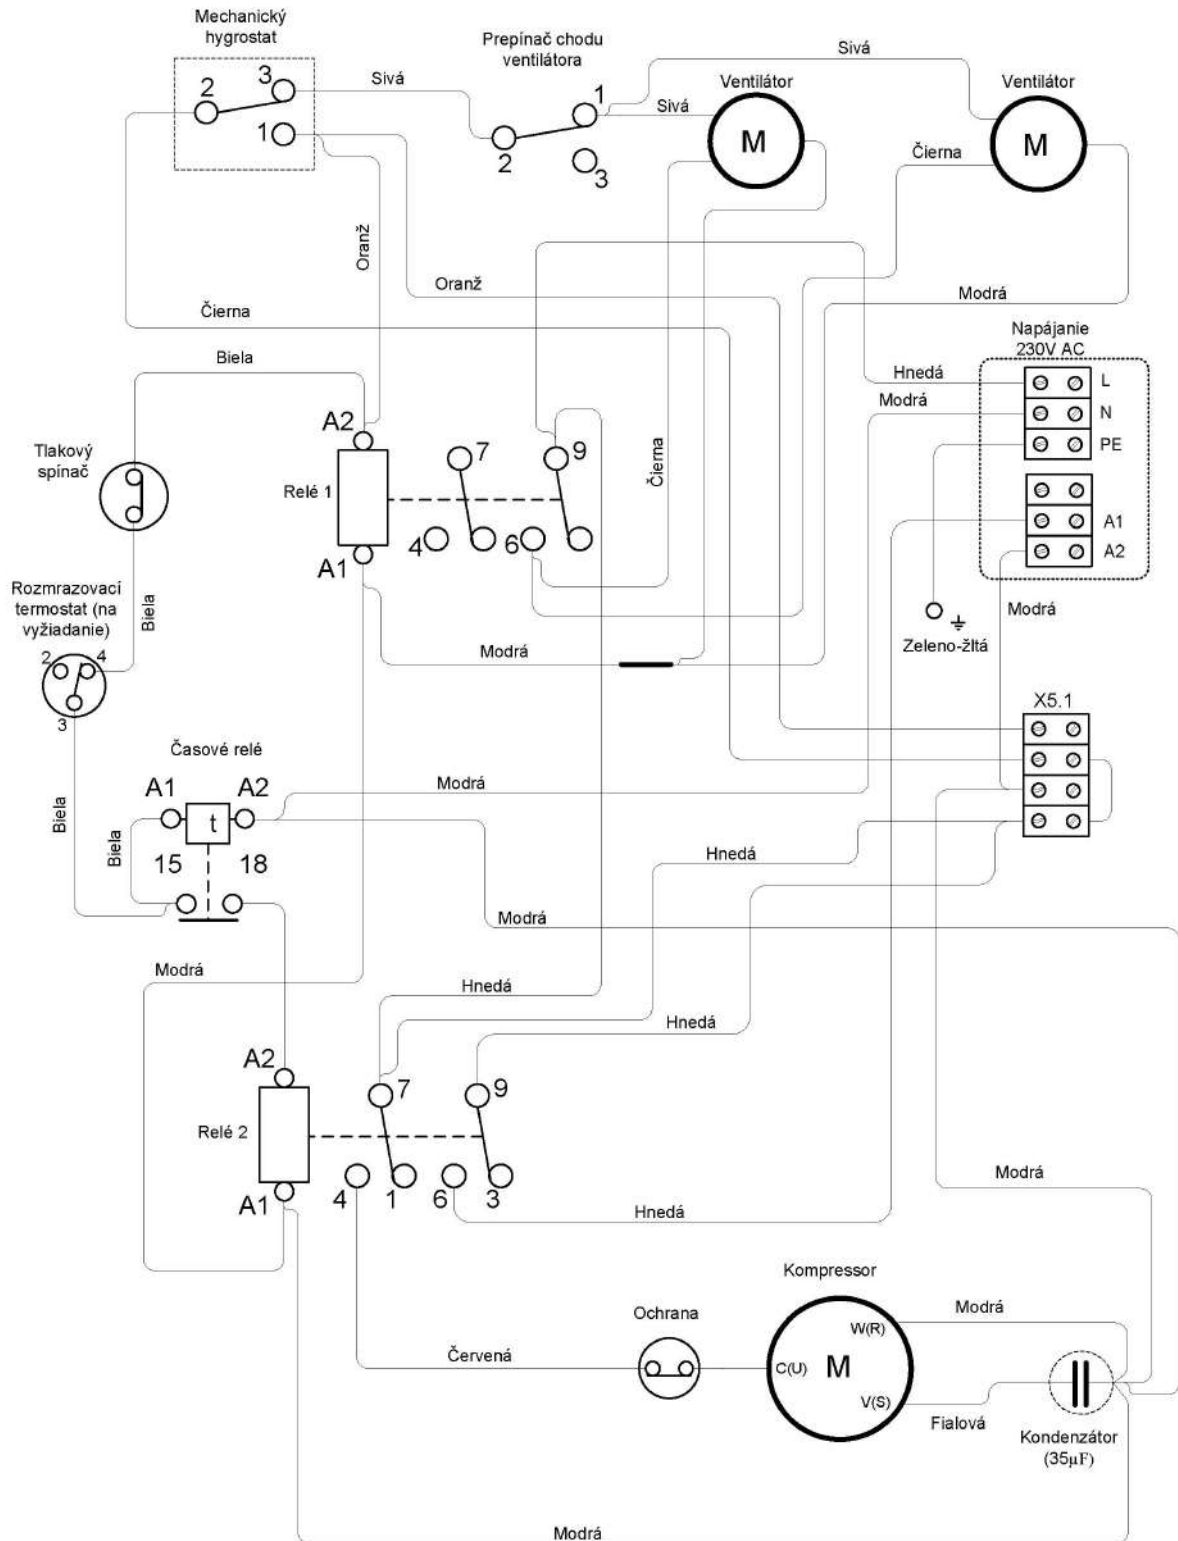 Mechanický
hygrostat
Prepínač chodu
ventilátora
Sivá
Ventilátor
Ventilátor
3
2
Sivá
1
Sivá
1
M
M
2
3
Čierna
Oranž
Oranž
Modrá
Čierna
Napájanie
230V AC
Biela
Hnedá
L
Modrá
N
A2
PE
Tlakový
spínač
7
9
Čierna
Relé 1
4
6
A1
A1
A2
Rozmrazovací
termostat (na
vyžiadanie)
Biela
Modrá
Zeleno-žltá
2
4
Modrá
3
X5.1
Časové relé
A1
A2
Modrá
t
Biela
Biela
15
18
Hnedá
Modrá
Modrá
Hnedá
Hnedá
A2
7
9
Relé 2
4
1
6
3
Modrá
A1
Hnedá
Kompressor
Ochrana
Modrá
W(R)
Červená
C(U)
M
V(S)
Fialová
Kondenzátor
(35µF)
Modrá